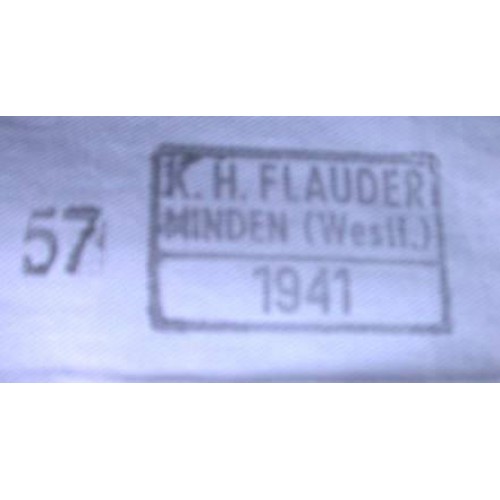 57
K. H. FLAUDER
MINDEN (Westf.)
1941